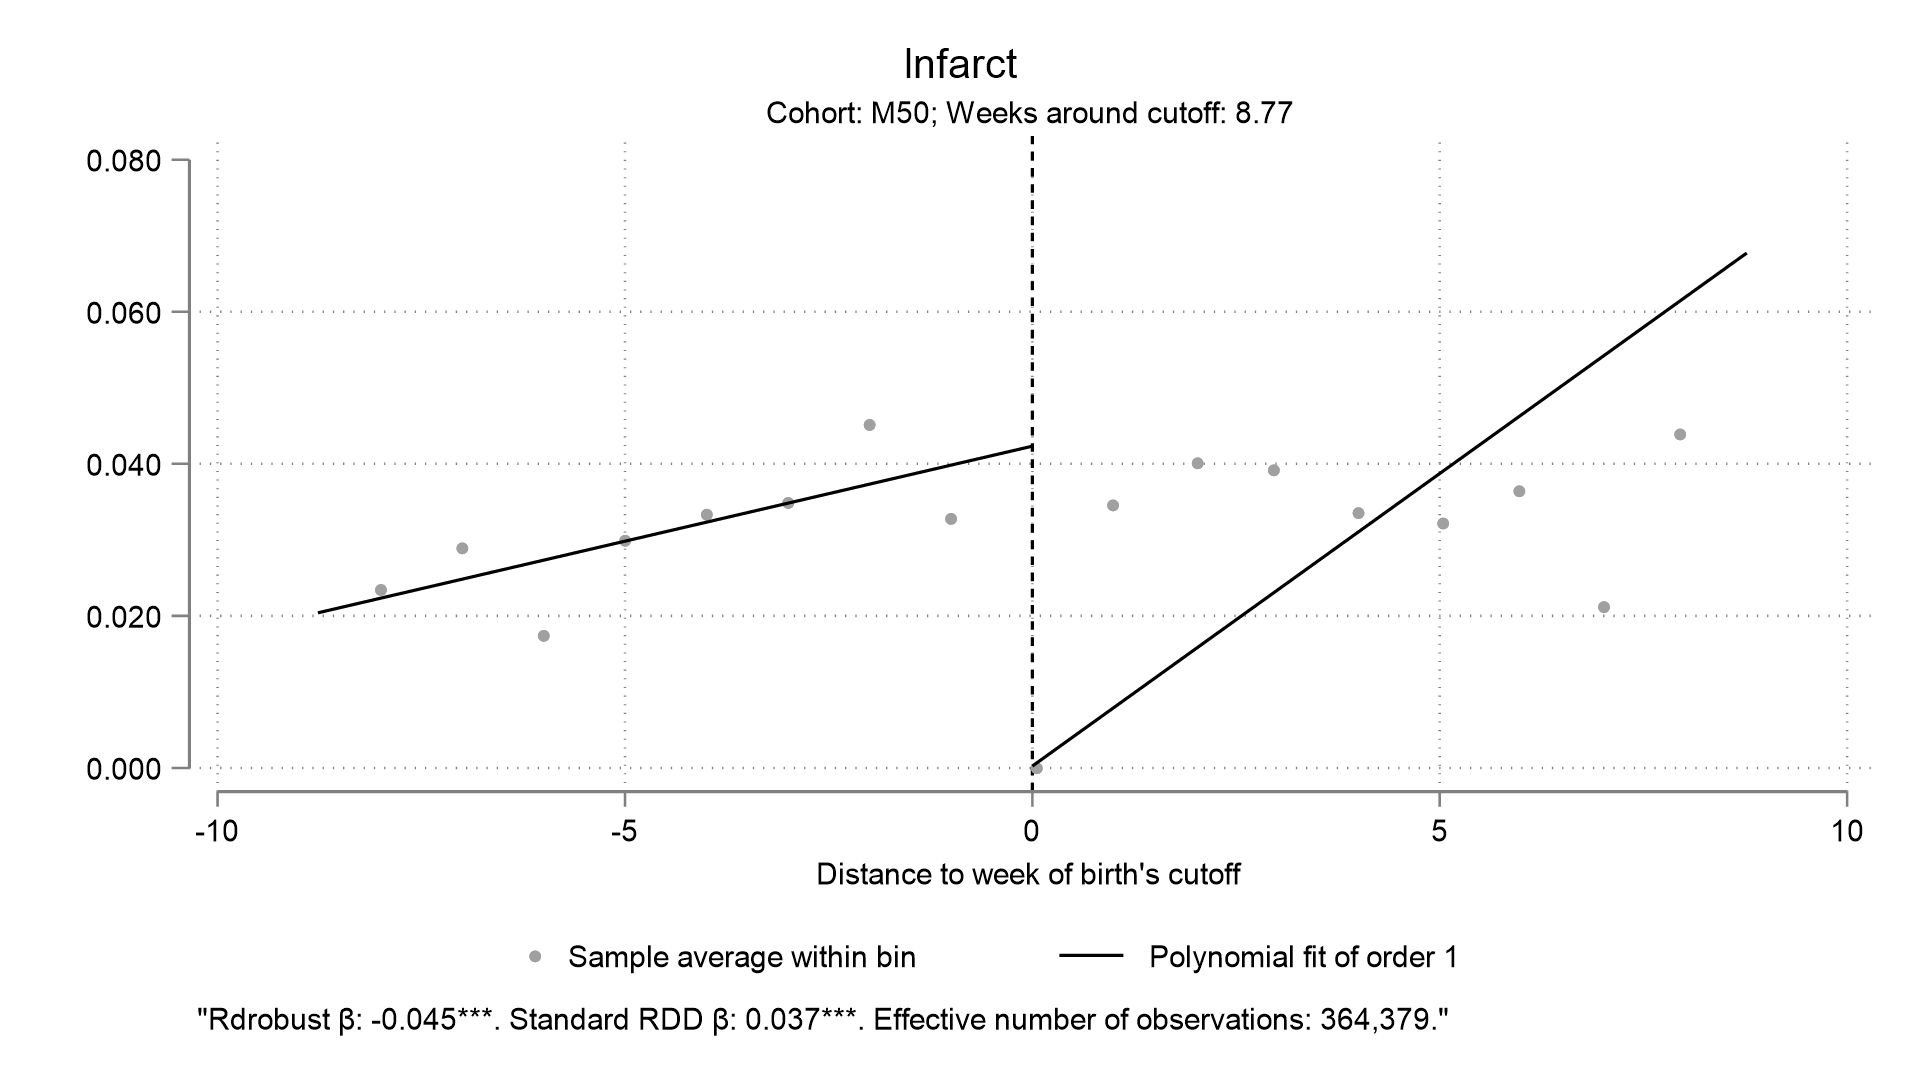 Infarct
Cohort: M50; Weeks around cutoff: 8.77
0.080
0.060
0.040
0.020
0.000
-10 -5 0 5 10
Distance to week of birth's cutoff
Sample average within bin Polynomial fit of order 1
"Rdrobust β: -0.045***. Standard RDD β: 0.037***. Effective number of observations: 364,379."